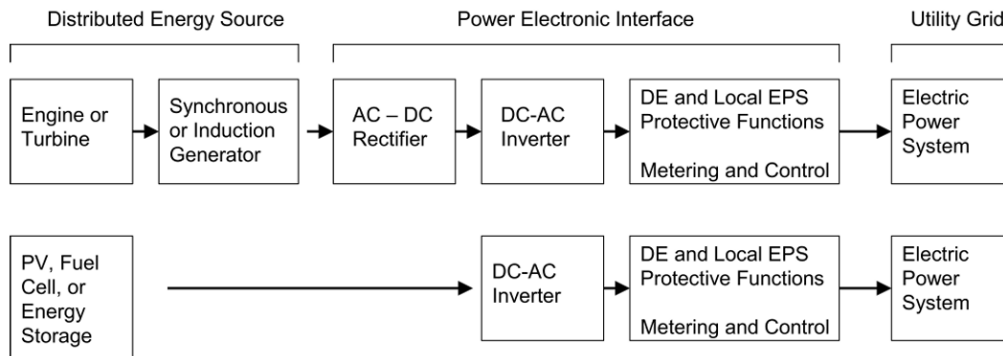 Distributed Energy Source
Power Electronic Interface
Utility Grid
Engine or
Turbine
Synchronous
or Induction
Generator
AC – DC
Rectifier
DC-AC
Inverter
DE and Local EPS
Protective Functions
Metering and Control
Electric
Power
System
PV, Fuel
Cell, or
Energy
Storage
DC-AC
Inverter
DE and Local EPS
Protective Functions
Metering and Control
Electric
Power
System